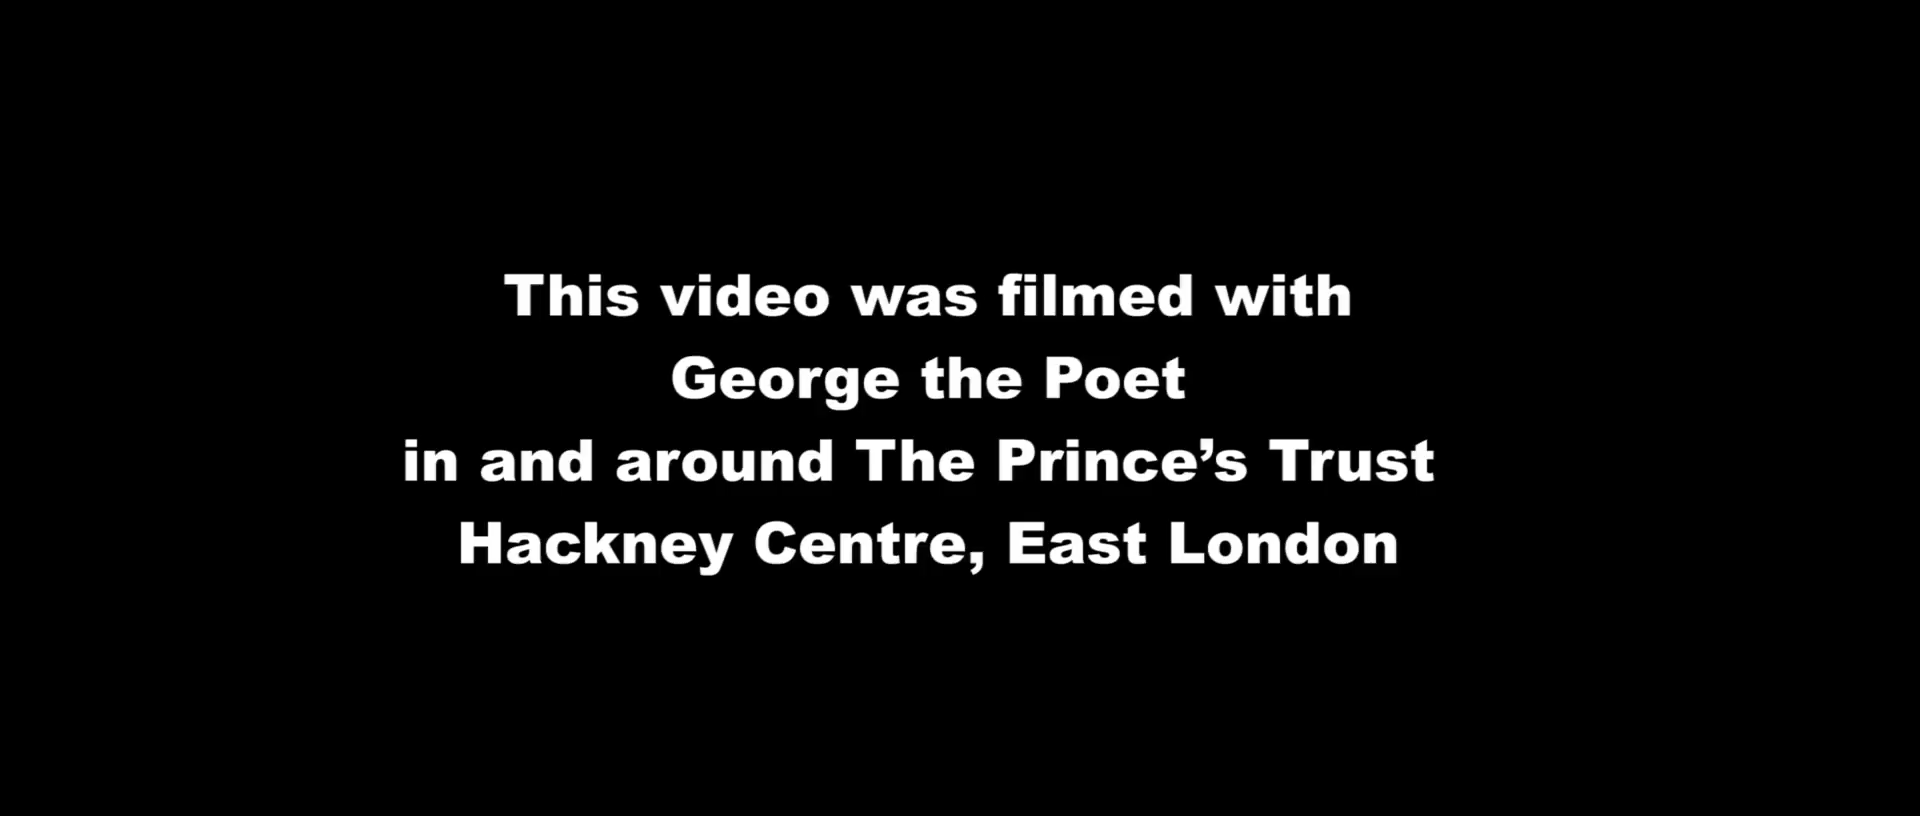 This video was filmed with
George the Poet
in and around The Prince’s Trust
Hackney Centre, East London